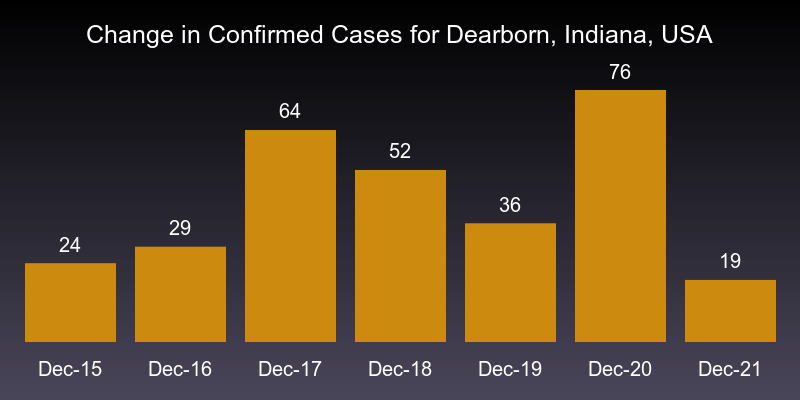 Change in Confirmed Cases for Dearborn, Indiana, USA
24 29 64 52 36 76 19
Dec-15 Dec-16 Dec-17 Dec-18 Dec-19 Dec-20 Dec-21